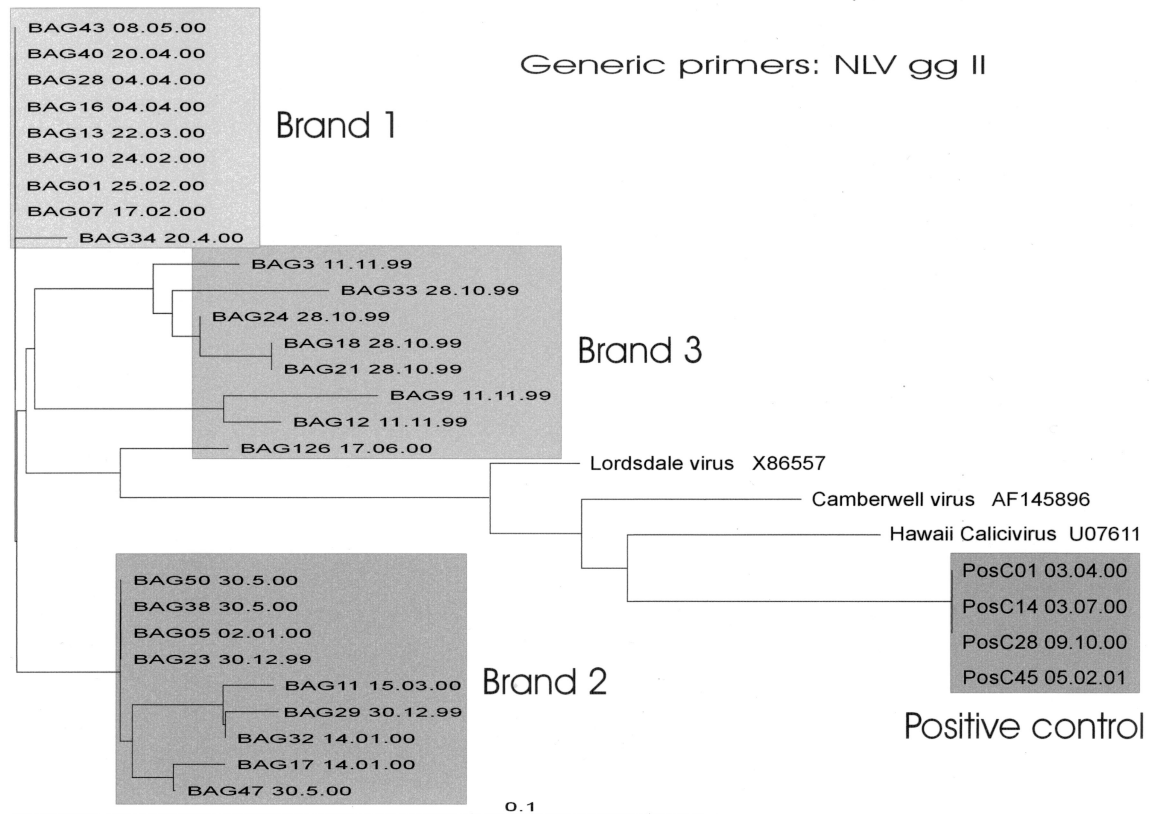 BAG43 08.05.00
BAG40 20.04.00
Generic primers: NLV gg II
BAG28 04.04.00
BAG16 04.04.00
Brand 1
BAG13 22.03.00
BAG10 24.02.00
BAG01 25.02.00
BAG07 17.02.00
BAG34 20.4.00
BAG3 11.11.99
BAG33 28.10.99
BAG24 28.10.99
BAG18 28.10.99
Brand 3
BAG21 28.10.99
BAG9 11.11.99
BAG12 11.11.99
BAG126 17.06.00
Lordsdale virus X86557
Camberwell virus AF145896
Hawaii Calicivirus U07611
PosC01 03.04.00
PosC14 03.07.00
PosC28 09.10.00
PosC45 05.02.01
Positive control
BAG50 30.5.00
BAG38 30.5.00
BAG05 02.01.00
BAG23 30.12.99
BAG11 15.03.00
Brand 2
BAG29 30.12.99
BAG32 14.01.00
BAG17 14.01.00
BAG47 30.5.00
0.1